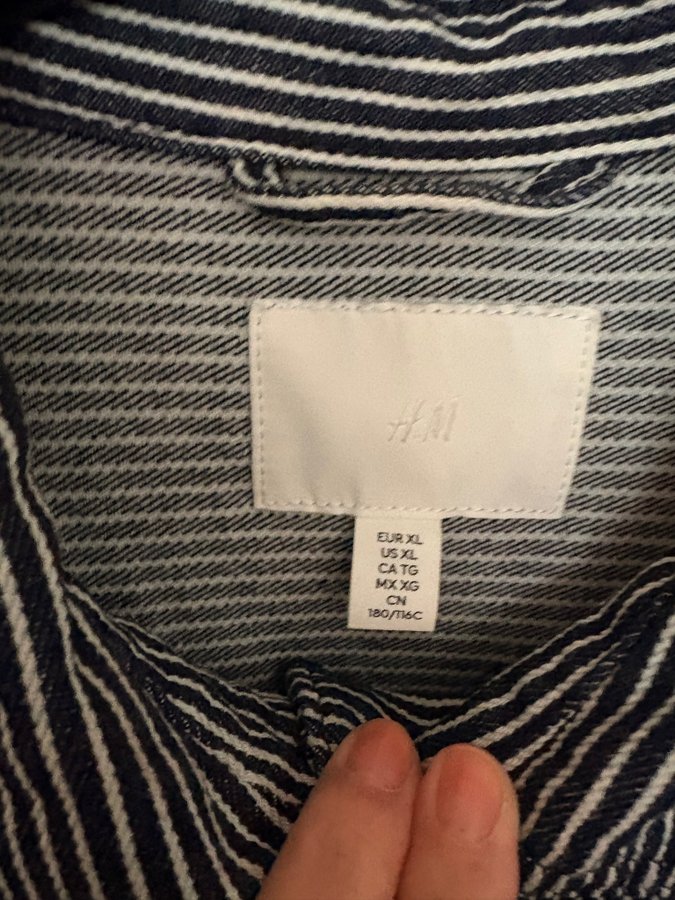 H&M
EUR XL
US XL
CA TG
MX XG
CN
180/116C